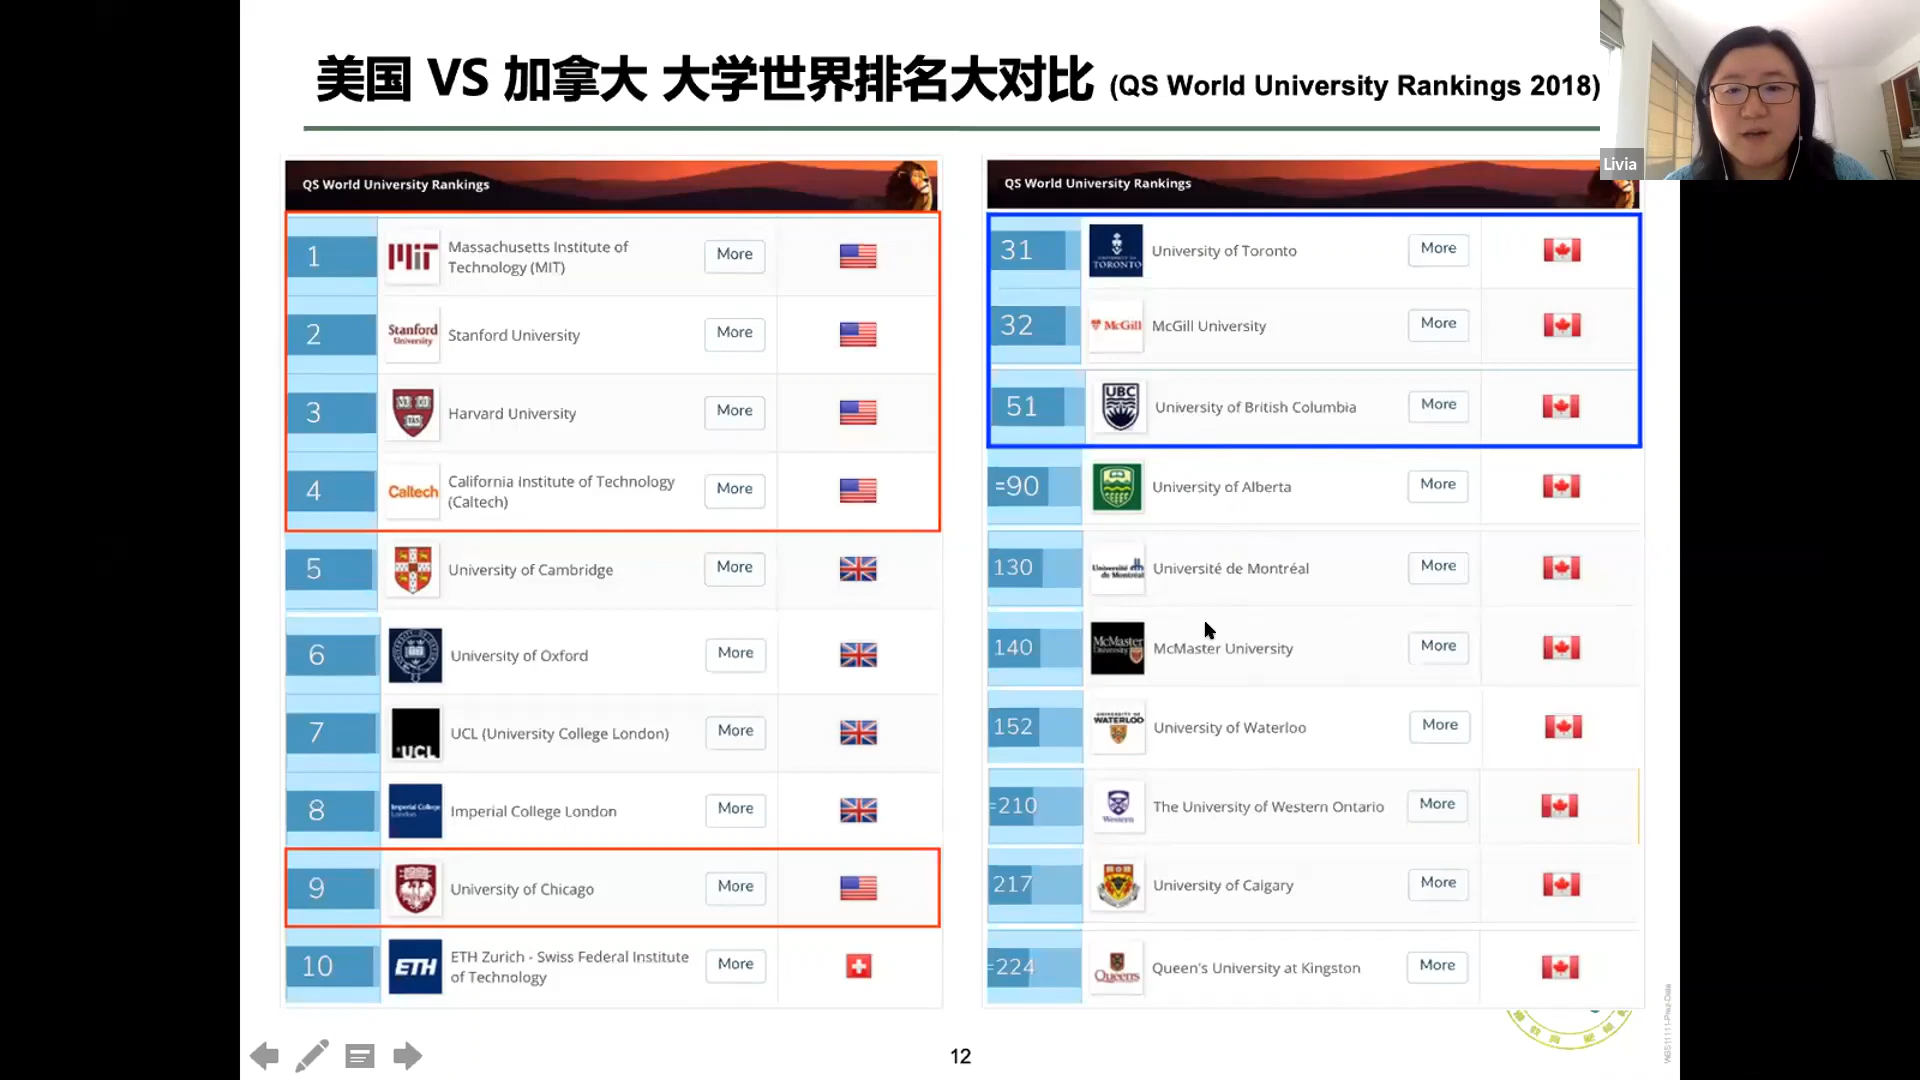 美国 VS 加拿大 大学世界排名大对比 (QS World University Rankings 2018)
Livia
QS World University Rankings
1
MIT
Massachusetts Institute of
Technology (MIT)
More
2
Stanford
University
Stanford University
More
3
Harvard University
More
4
Caltech
California Institute of Technology
(Caltech)
More
5
University of Cambridge
More
6
University of Oxford
More
7
UCL
UCL (University College London)
More
8
Imperial College
London
Imperial College London
More
9
University of Chicago
More
10
ETH
ETH Zurich - Swiss Federal Institute
of Technology
More
QS World University Rankings
31
UNIVERSITY OF
TORONTO
University of Toronto
More
32
McGill
McGill University
More
51
UBC
University of British Columbia
More
=90
University of Alberta
More
130
Université
de Montréal
Université de Montréal
More
140
McMaster
University
McMaster University
More
152
UNIVERSITY OF
WATERLOO
University of Waterloo
More
=210
Western
The University of Western Ontario
More
217
University of Calgary
More
=224
Queen's
Queen's University at Kingston
More
12